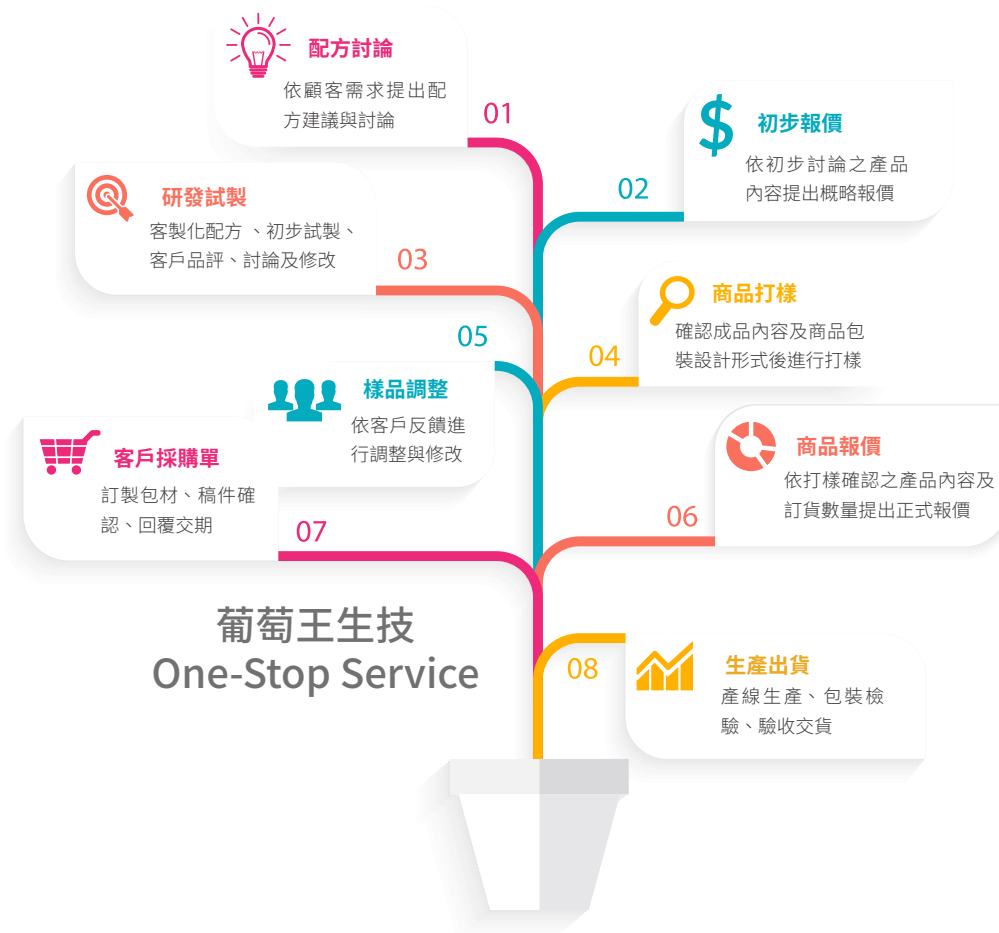 配方討論
依顧客需求提出配
方建議與討論
01
初步報價
依初步討論之產品
內容提出概略報價
02
研發試製
客製化配方、初步試製、
客戶品評、討論及修改
03
商品打樣
確認成品內容及商品包
裝設計形式後進行打樣
04
05
樣品調整
依客戶反饋進
行調整與修改
商品報價
依打樣確認之產品內容及
訂貨數量提出正式報價
06
客戶採購單
訂製包材、稿件確
認、回覆交期
07
葡萄王生技
One-Stop Service
08
生產出貨
產線生產、包裝檢
驗、驗收交貨